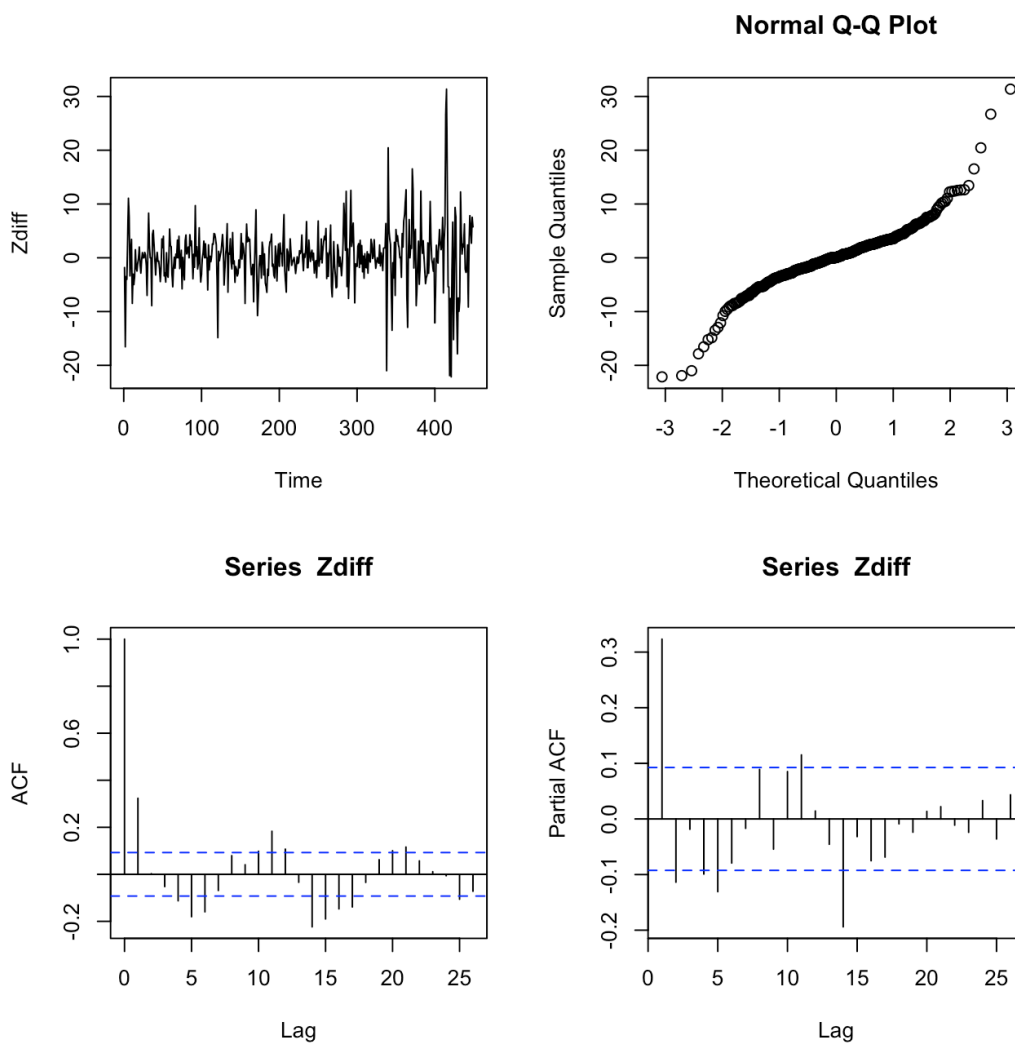 Zdiff
30
20
10
0
-10
-20
0 100 200 300 400
Time
Normal Q-Q Plot
Sample Quantiles
30
20
10
0
-10
-20
-3 -2 -1 0 1 2 3
Theoretical Quantiles
Series Zdiff
ACF
1.0
0.6
0.2
-0.2
0 5 10 15 20 25
Lag
Series Zdiff
Partial ACF
0.3
0.2
0.1
0.0
-0.1
-0.2
0 5 10 15 20 25
Lag